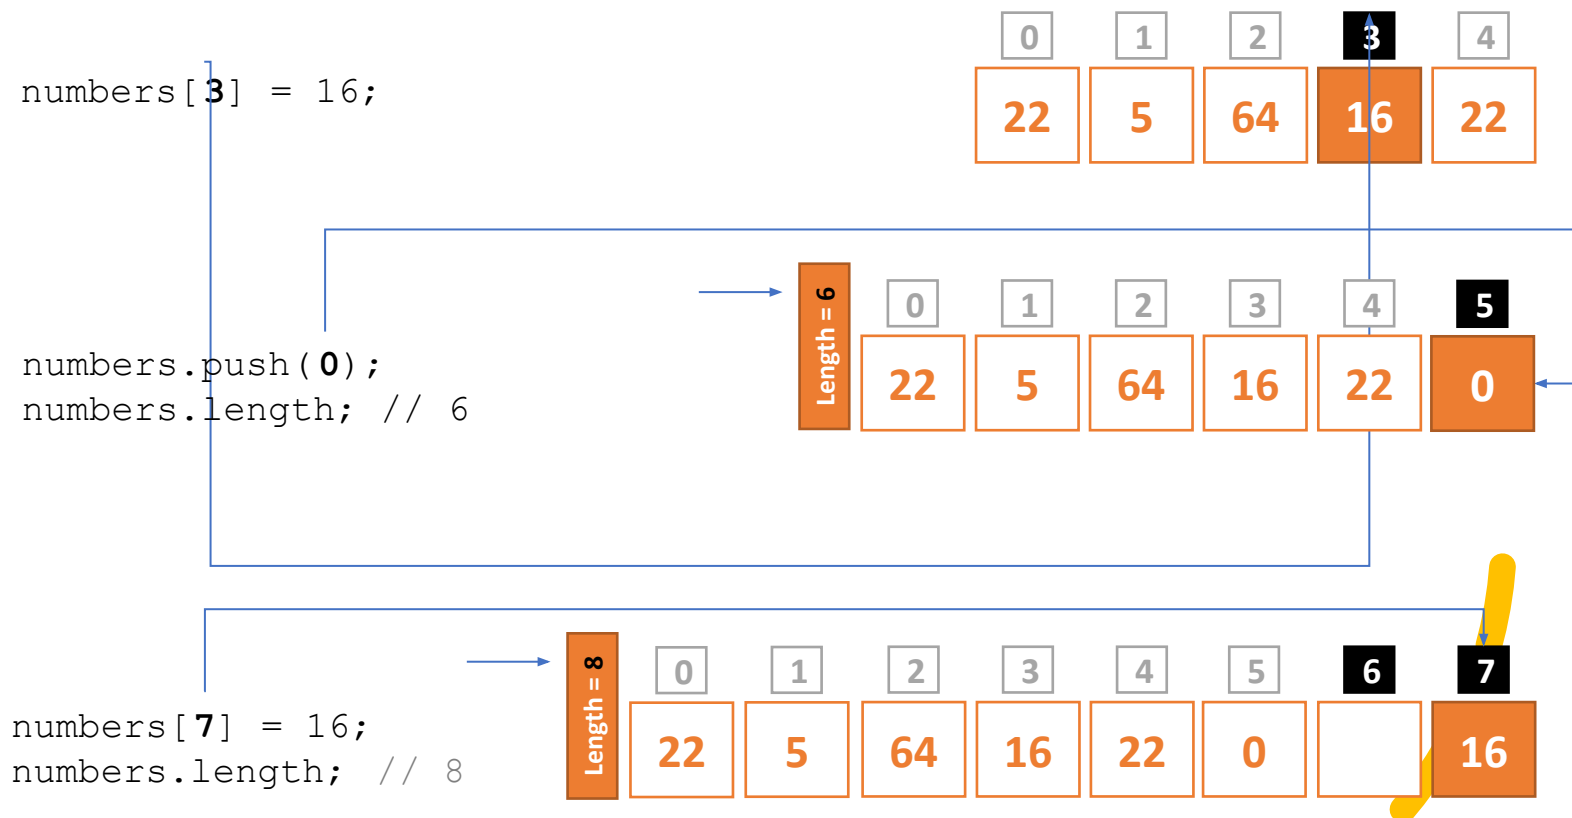 0 1 2 3 4
numbers[3] = 16;
22 5 64 16 22
Length = 6
0 1 2 3 4 5
numbers.push(0);
22 5 64 16 22 0
numbers.length; // 6
Length = 8
0 1 2 3 4 5 6 7
numbers[7] = 16;
22 5 64 16 22 0 16
numbers.length; // 8